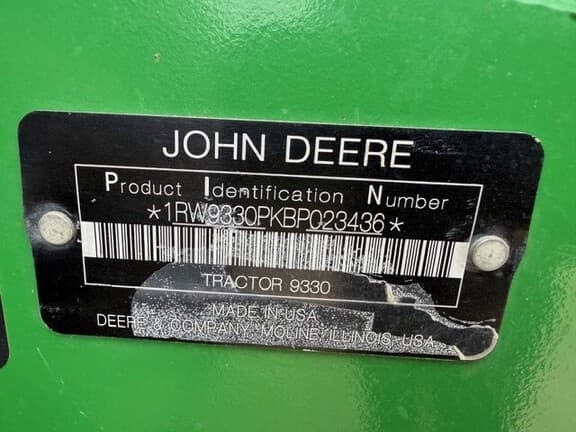 JOHN DEERE
Product Identification Number
*1RW9330PKBP023436*
TRACTOR 9330
MADE IN USA
DEERE & COMPANY, MOLINE, ILLINOIS, USA